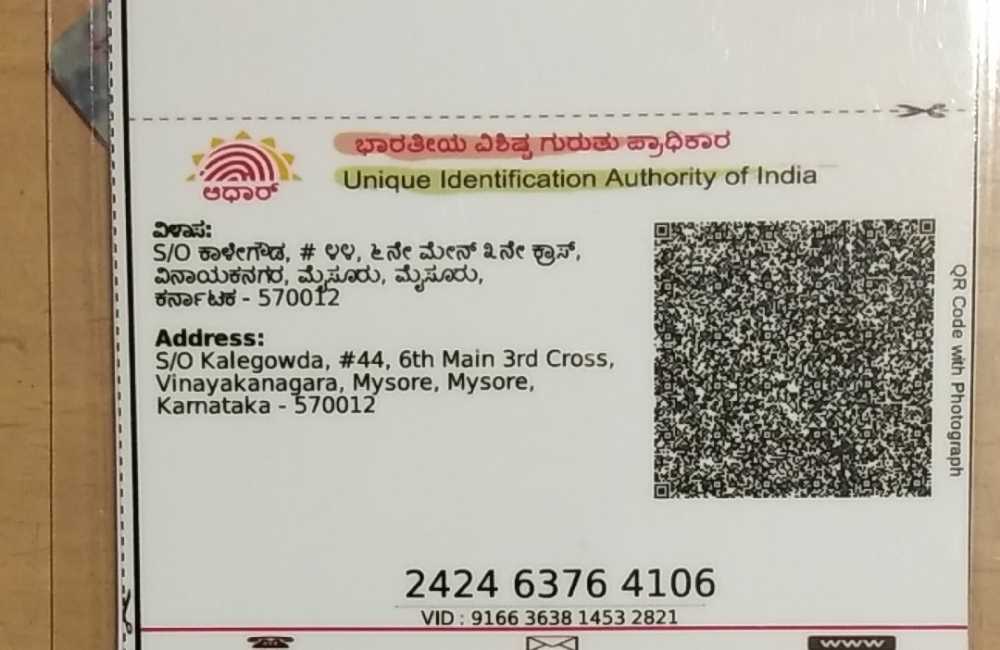 ಭಾರತೀಯ ವಿಶಿಷ್ಟ ಗುರುತು ಪ್ರಾಧಿಕಾರ
Unique Identification Authority of India
ಆಧಾರ್
ವಿಳಾಸ:
S/O ಕಾಳೇಗೌಡ, # ೪೪, ೬ನೇ ಮೇನ್ ೩ನೇ ಕ್ರಾಸ್,
ವಿನಾಯಕನಗರ, ಮೈಸೂರು, ಮೈಸೂರು,
ಕರ್ನಾಟಕ - 570012
Address:
S/O Kalegowda, #44, 6th Main 3rd Cross,
Vinayakanagara, Mysore, Mysore,
Karnataka - 570012
QR Code with Photograph
2424 6376 4106
VID : 9166 3638 1453 2821
www